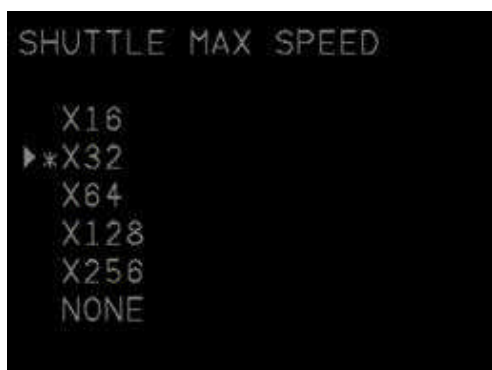 SHUTTLE MAX SPEED
X16
▶*X32
X64
X128
X256
NONE